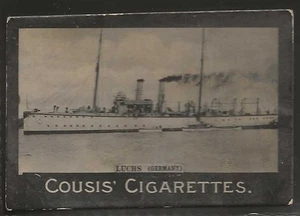 LUCHS (GERMANY)
COUSIS' CIGARETTES.